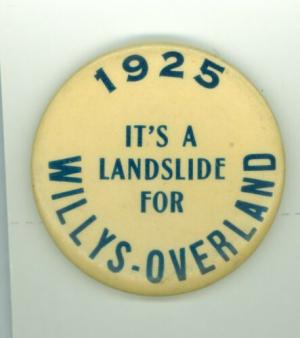 1925
IT'S A
LANDSLIDE
FOR
WILLYS-OVERLAND